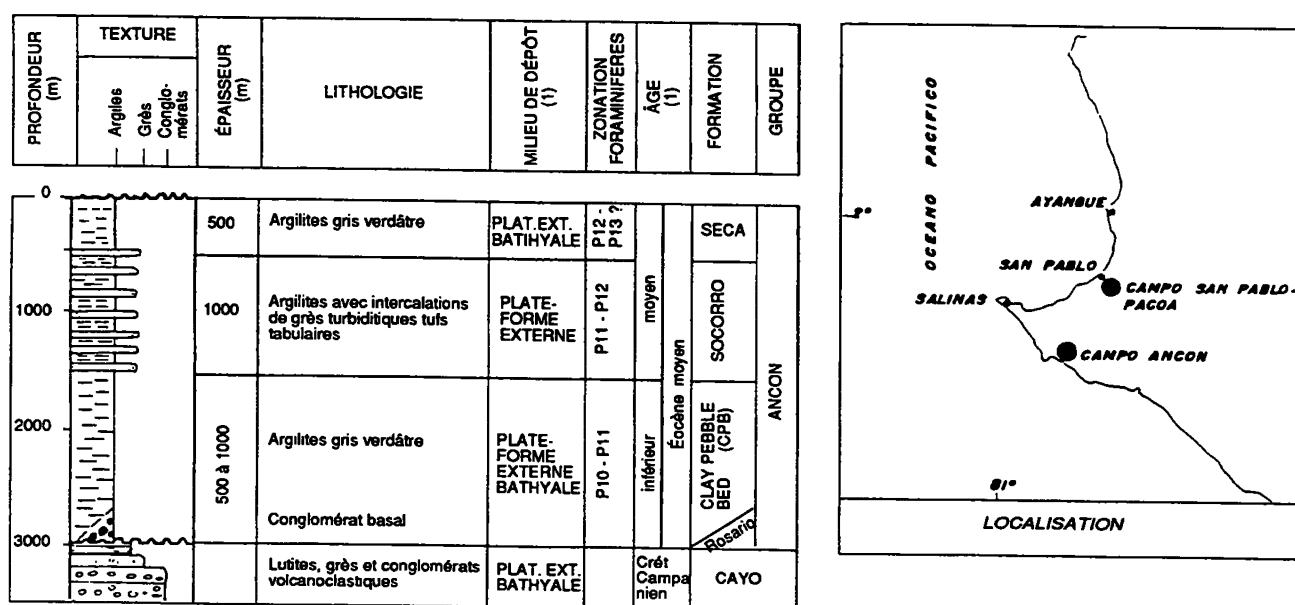 PROFONDEUR
(m)
TEXTURE
Argiles
Grès
Conglo-
mérats
ÉPAISSEUR
(m)
LITHOLOGIE
MILIEU DE DÉPÔT
(1)
ZONATION
FORAMINIFERES
ÂGE
(1)
FORMATION
GROUPE
0
1000
2000
3000
500
Argilites gris verdâtre
PLAT.EXT.
BATIHYALE
P12 -
P13 ?
SECA
1000
Argilites avec intercalations
de grès turbiditiques tufs
tabulaires
PLATE-
FORME
EXTERNE
P11 - P12
moyen
SOCORRO
500 à 1000
Argilites gris verdâtre
Conglomérat basal
PLATE-
FORME
EXTERNE
BATHYALE
P10 - P11
inférieur
Éocène moyen
CLAY PEBBLE
BED (CPB)
Rosario
ANCON
Lutites, grès et conglomérats
volcanoclastiques
PLAT. EXT.
BATHYALE
Crét
Campa
nien
CAYO
OCEANO PACIFICO
2°
AYANGUE
SAN PABLO
SALINAS
CAMPO SAN PABLO-
PACOA
CAMPO ANCON
81°
LOCALISATION